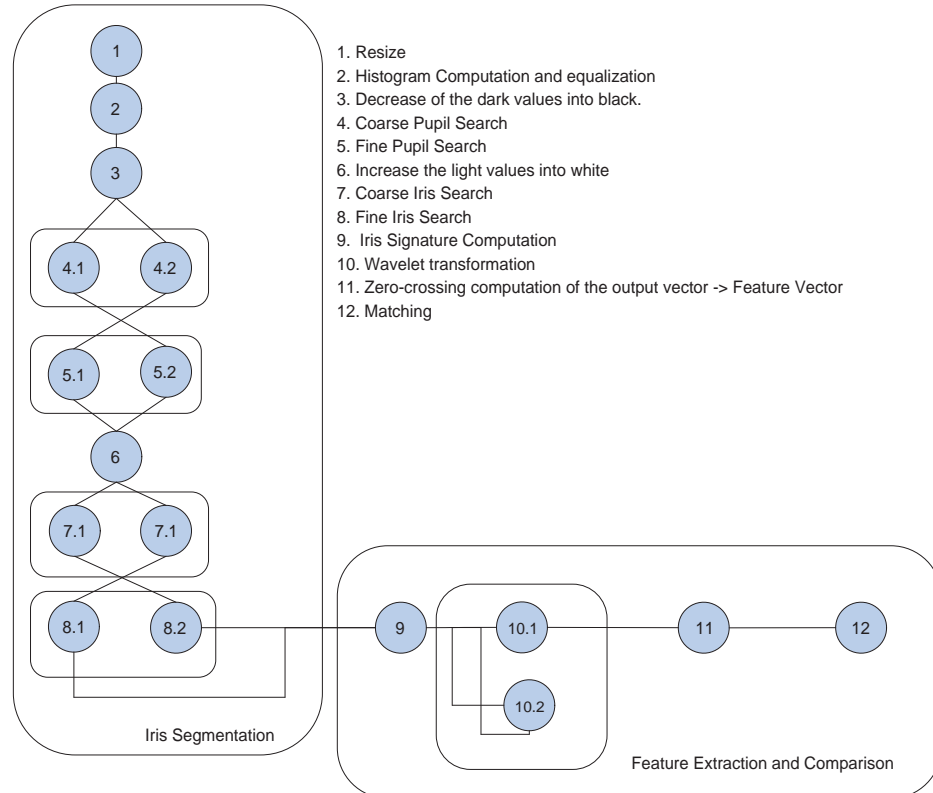 1
2
3
4.1
4.2
5.1
5.2
6
7.1
7.1
8.1
8.2
Iris Segmentation
1. Resize
2. Histogram Computation and equalization
3. Decrease of the dark values into black.
4. Coarse Pupil Search
5. Fine Pupil Search
6. Increase the light values into white
7. Coarse Iris Search
8. Fine Iris Search
9. Iris Signature Computation
10. Wavelet transformation
11. Zero-crossing computation of the output vector -> Feature Vector
12. Matching
9
10.1
10.2
11
12
Feature Extraction and Comparison